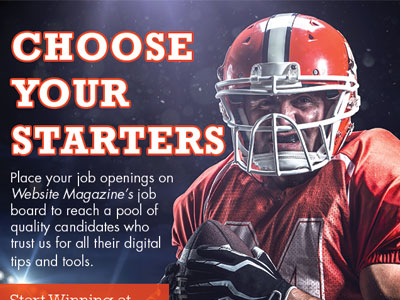 CHOOSE
YOUR
STARTERS
Place your job openings on
Website Magazine's job
board to reach a pool of
quality candidates who
trust us for all their digital
tips and tools.
Start Winning at